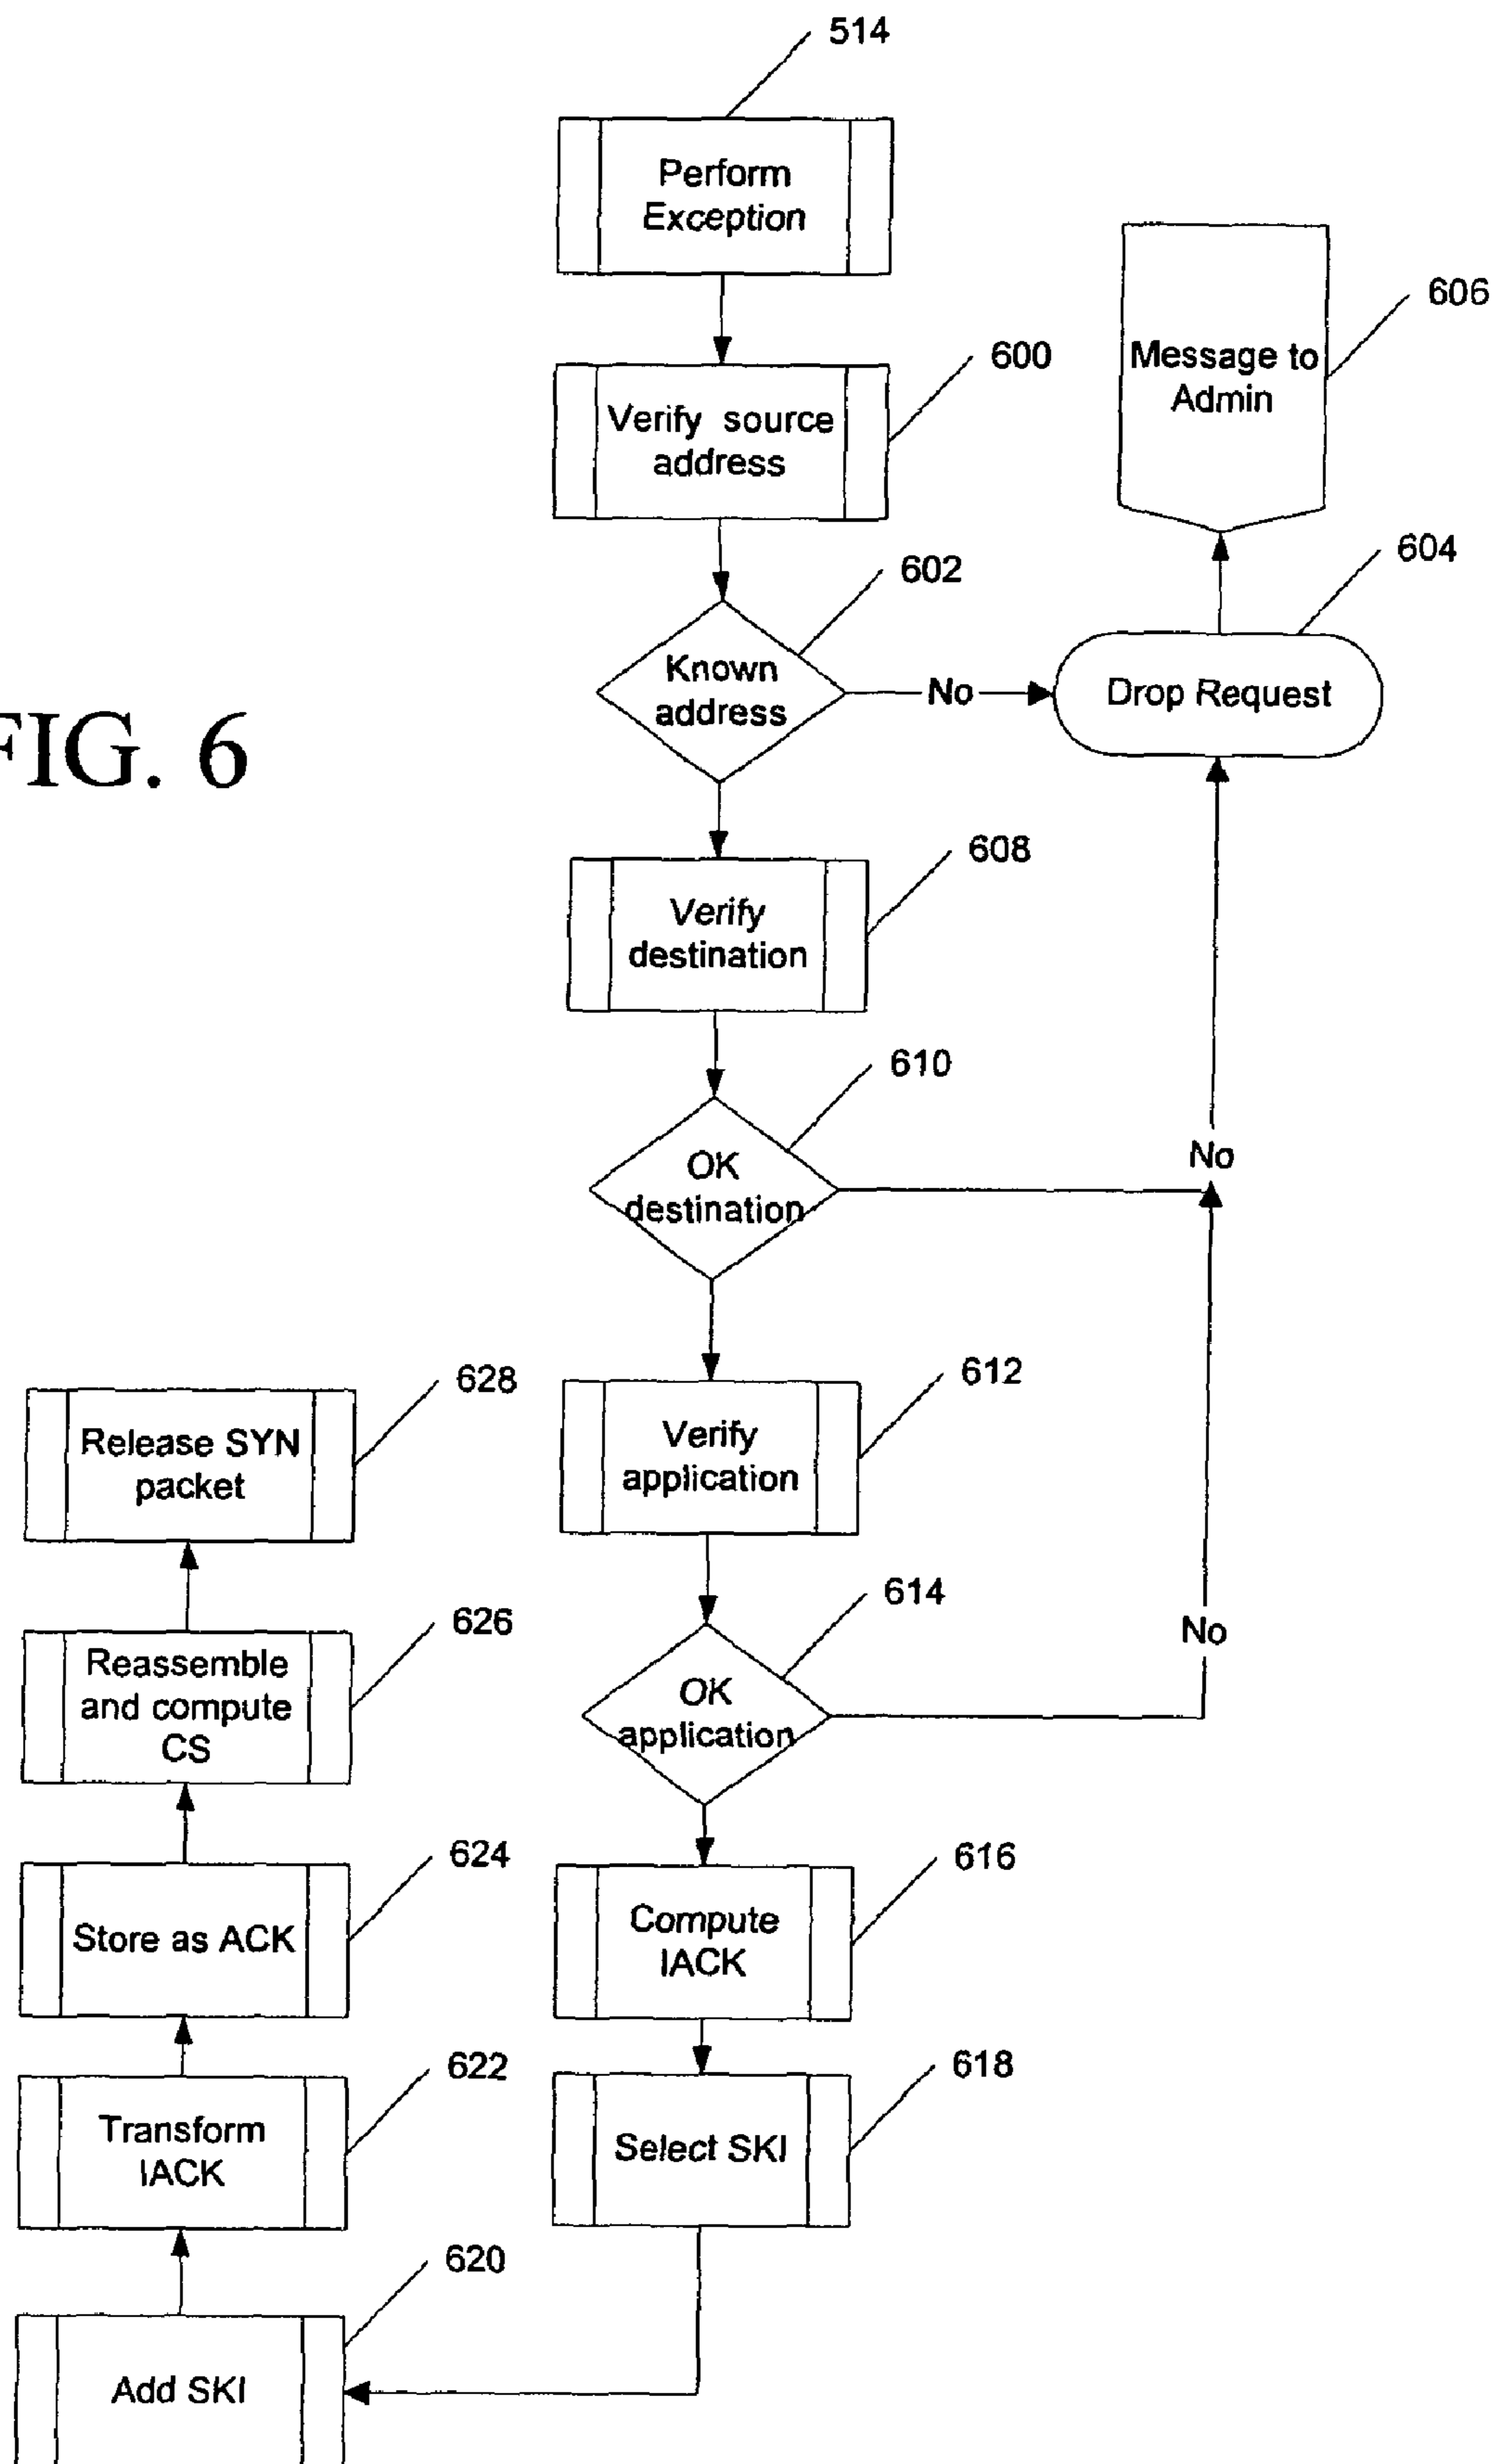 514
Perform
Exception
600
Verify source
address
606
Message to
Admin
602
Known
address
No
604
Drop Request
FIG. 6
608
Verify
destination
610
OK
destination
No
612
Verify
application
614
OK
application
No
616
Compute
IACK
618
Select SKI
620
Add SKI
622
Transform
IACK
624
Store as ACK
626
Reassemble
and compute
CS
628
Release SYN
packet